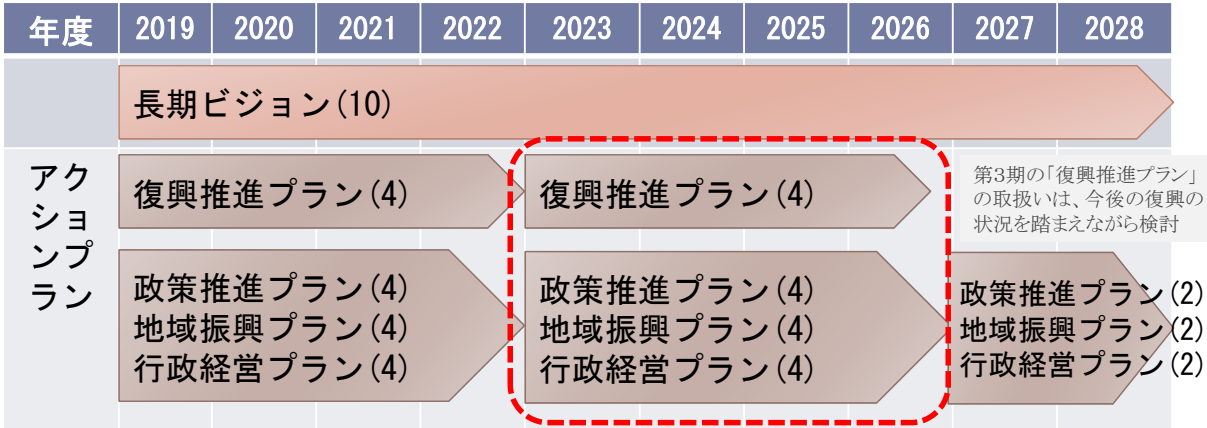 年度 2019 2020 2021 2022 2023 2024 2025 2026 2027 2028
長期ビジョン(10)
アク
ショ
ンプ
ラン
復興推進プラン(4)
復興推進プラン(4)
第3期の「復興推進プラン」
の取扱いは、今後の復興の
状況を踏まえながら検討
政策推進プラン(4)
地域振興プラン(4)
行政経営プラン(4)
政策推進プラン(4)
地域振興プラン(4)
行政経営プラン(4)
政策推進プラン(2)
地域振興プラン(2)
行政経営プラン(2)